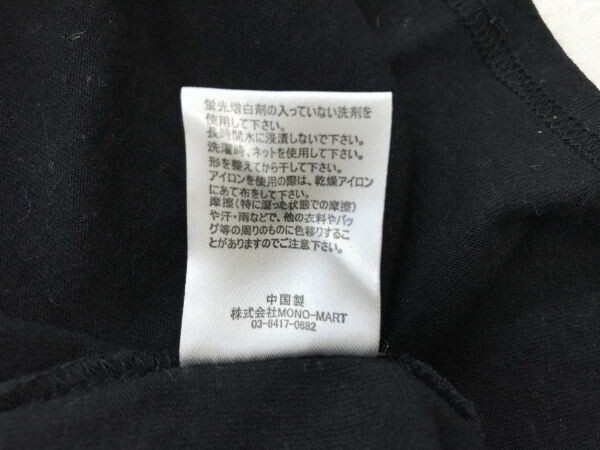 蛍光増白剤の入っていない洗剤を
使用して下さい。
長時間水に浸漬しないで下さい。
洗濯時、ネットを使用して下さい。
形を整えてから干して下さい。
アイロンを使用の際は、乾燥アイロン
にあて布をして下さい。
摩擦(特に湿った状態での摩擦)
や汗・雨などで、他の衣料やバッ
グ等の周りのものに色移りするこ
とがありますのでご注意下さい。
中国製
株式会社MONO-MART
03-6417-0682